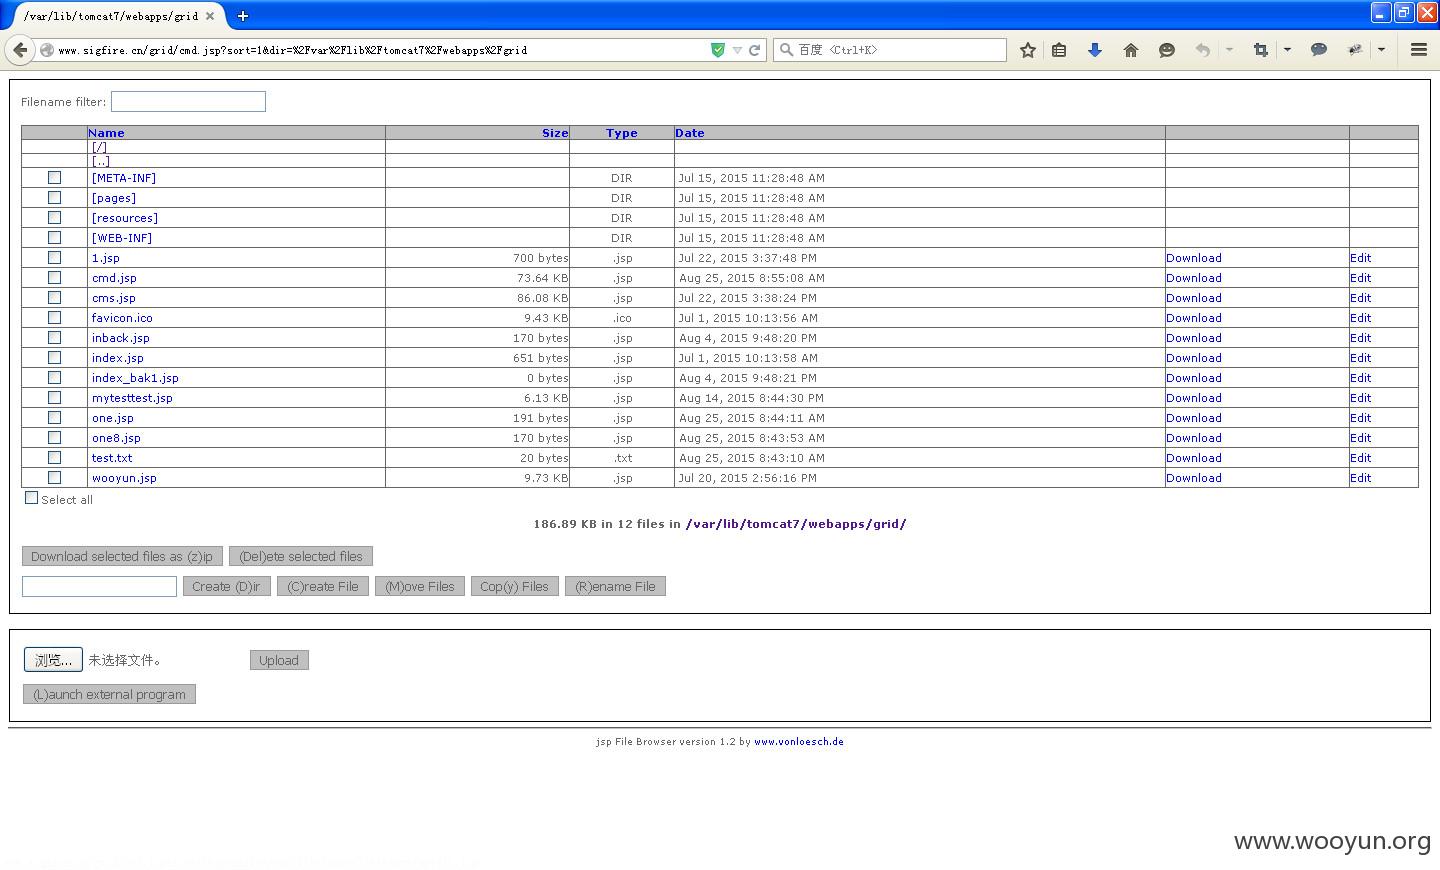 /var/lib/tomcat7/webapps/grid
www.sigfire.cn/grid/cmd.jsp?sort=1&dir=%2Fvar%2Flib%2Ftomcat7%2Fwebapps%2Fgrid 百度 <Ctrl+K>
Filename filter:
Name Size Type Date
[/]
[..]
[META-INF] DIR Jul 15, 2015 11:28:48 AM
[pages] DIR Jul 15, 2015 11:28:48 AM
[resources] DIR Jul 15, 2015 11:28:48 AM
[WEB-INF] DIR Jul 15, 2015 11:28:48 AM
1.jsp 700 bytes .jsp Jul 22, 2015 3:37:48 PM Download Edit
cmd.jsp 73.64 KB .jsp Aug 25, 2015 8:55:08 AM Download Edit
cms.jsp 86.08 KB .jsp Jul 22, 2015 3:38:24 PM Download Edit
favicon.ico 9.43 KB .ico Jul 1, 2015 10:13:56 AM Download Edit
inback.jsp 170 bytes .jsp Aug 4, 2015 9:48:20 PM Download Edit
index.jsp 651 bytes .jsp Jul 1, 2015 10:13:58 AM Download Edit
index_bak1.jsp 0 bytes .jsp Aug 4, 2015 9:48:21 PM Download Edit
mytesttest.jsp 6.13 KB .jsp Aug 14, 2015 8:44:30 PM Download Edit
one.jsp 191 bytes .jsp Aug 25, 2015 8:44:11 AM Download Edit
one8.jsp 170 bytes .jsp Aug 25, 2015 8:43:53 AM Download Edit
test.txt 20 bytes .txt Aug 25, 2015 8:43:10 AM Download Edit
wooyun.jsp 9.73 KB .jsp Jul 20, 2015 2:56:16 PM Download Edit
Select all
186.89 KB in 12 files in /var/lib/tomcat7/webapps/grid/
Download selected files as (z)ip (Del)ete selected files
Create (D)ir (C)reate File (M)ove Files Cop(y) Files (R)ename File
浏览... 未选择文件。 Upload
(L)aunch external program
jsp File Browser version 1.2 by www.vonloesch.de
www.wooyun.org